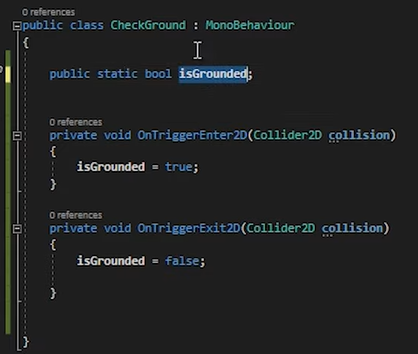 0 references
public class CheckGround : MonoBehaviour
{
public static bool isGrounded;
0 references
private void OnTriggerEnter2D(Collider2D collision)
{
isGrounded = true;
}
0 references
private void OnTriggerExit2D(Collider2D collision)
{
isGrounded = false;
}
}